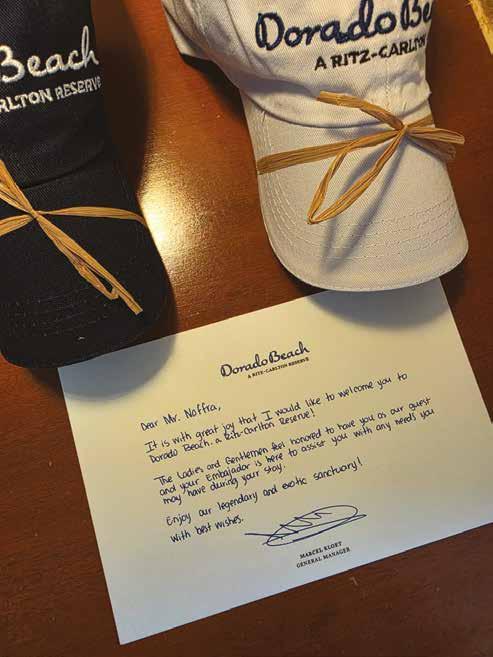 Beach
ARLTON RESERVE
Dorado Be
A RITZ-CARLTON
Dorado Beach
A RITZ-CARLTON RESERVE
Dear Mr. Noffra,
It is with great joy that I would like to welcome you to
Dorado Beach, a Ritz-Carlton Reserve!
The Ladies and Gentlemen feel honored to have you as our guest
and your Embajador is here to assist you with any needs you
may have during your stay.
Enjoy our legendary and exotic sanctuary!
With best wishes,
MARCEL KLOET
GENERAL MANAGER